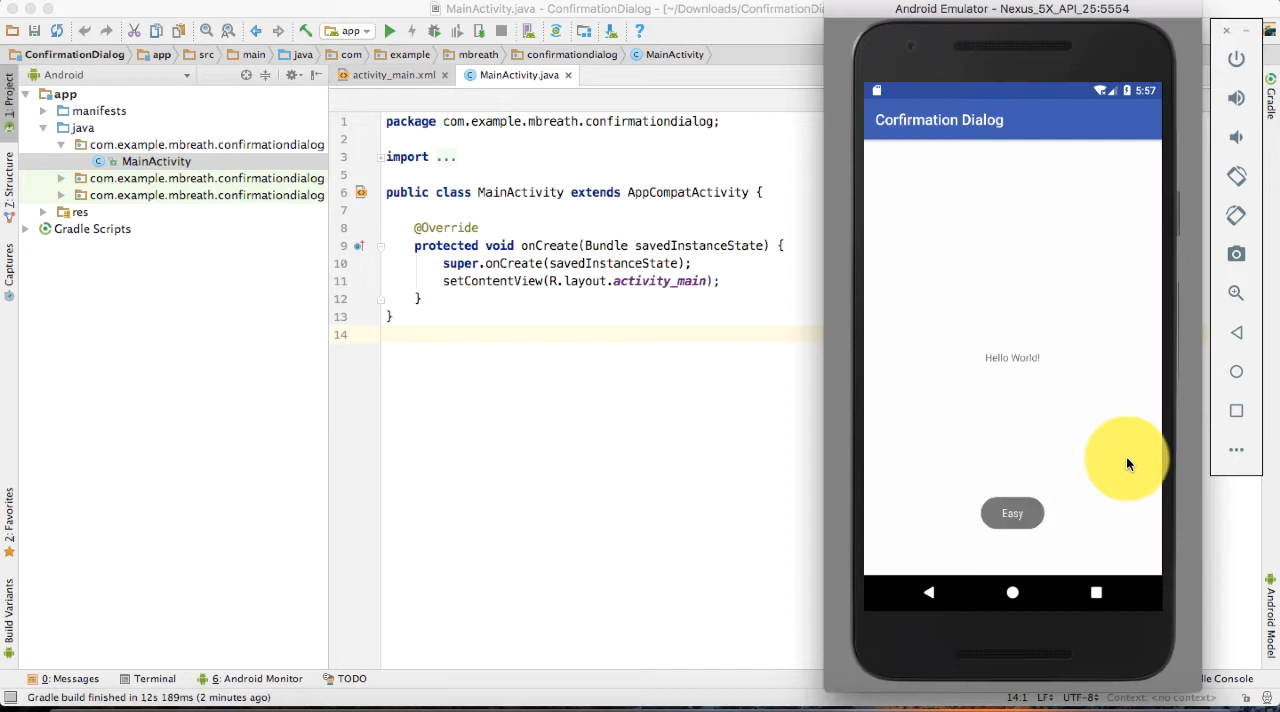 MainActivity.java - ConfirmationDialog - [~/Downloads/ConfirmationDi
app
ConfirmationDialog app src main java com example mbreath confirmationdialog MainActivity
Android
activity_main.xml
MainActivity.java
1: Project
Z: Structure
Captures
2: Favorites
Build Variants
app
manifests
java
com.example.mbreath.confirmationdialog
MainActivity
com.example.mbreath.confirmationdialog
com.example.mbreath.confirmationdialog
res
Gradle Scripts
1 package com.example.mbreath.confirmationdialog;
2
3 import ...
5
6 public class MainActivity extends AppCompatActivity {
7
8 @Override
9 protected void onCreate(Bundle savedInstanceState) {
10 super.onCreate(savedInstanceState);
11 setContentView(R.layout.activity_main);
12 }
13 }
14
Android Emulator - Nexus_5X_API_25:5554
5:57
Corfirmation Dialog
Hello World!
Easy
Gradle
Android Model
0: Messages
Terminal
6: Android Monitor
TODO
le Console
Gradle build finished in 12s 189ms (2 minutes ago)
14:1 LF UTF-8 Context: <no context>